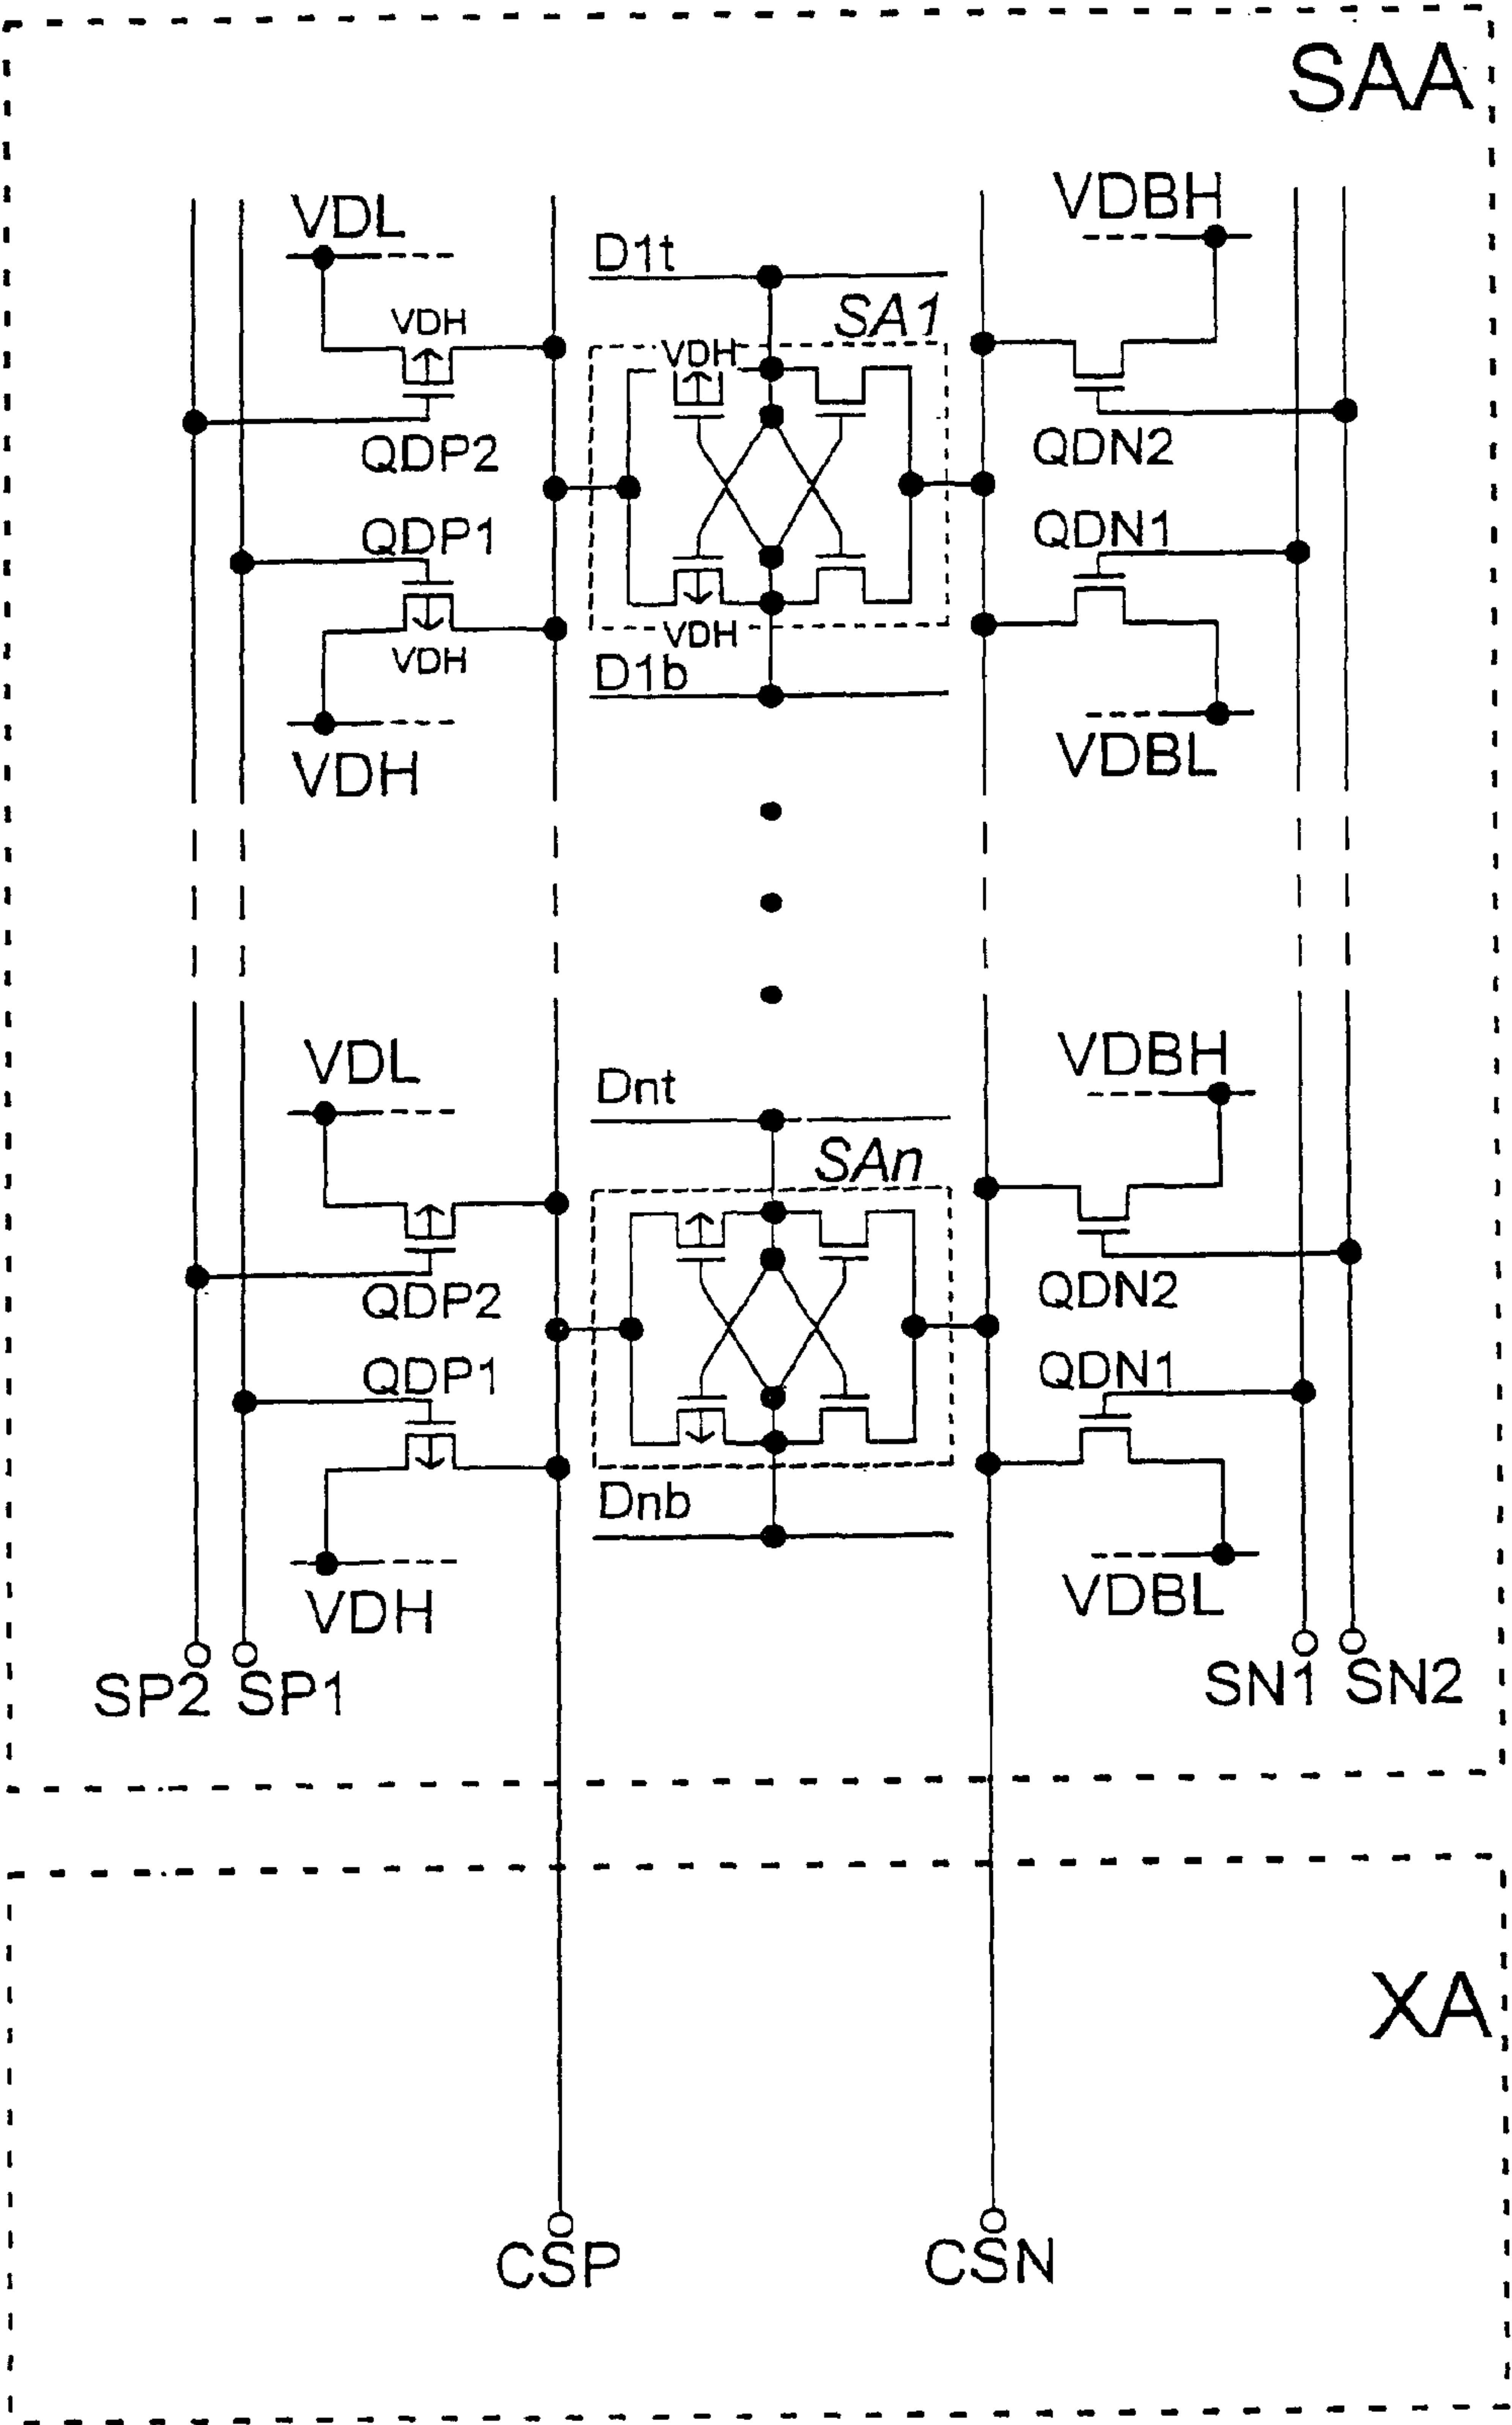 SAA
VDL
VDBH
D1t
SA1
VDH
VDH
QDP2
QDN2
QDP1
QDN1
VDH
VDH
D1b
VDH
VDBL
VDL
VDBH
Dnt
SAn
QDP2
QDN2
QDP1
QDN1
Dnb
VDH
VDBL
SP2
SP1
SN1
SN2
XA
CSP
CSN